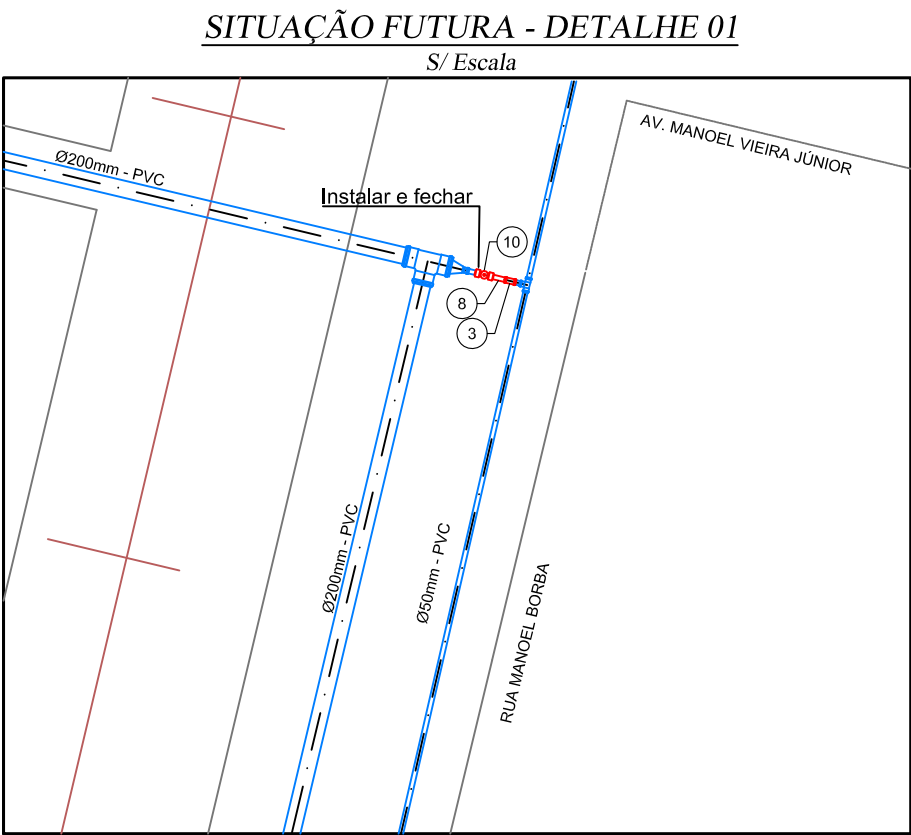 SITUAÇÃO FUTURA - DETALHE 01
S/ Escala
AV. MANOEL VIEIRA JÚNIOR
Ø200mm - PVC
Instalar e fechar
10
8
3
Ø200mm - PVC
Ø50mm - PVC
RUA MANOEL BORBA